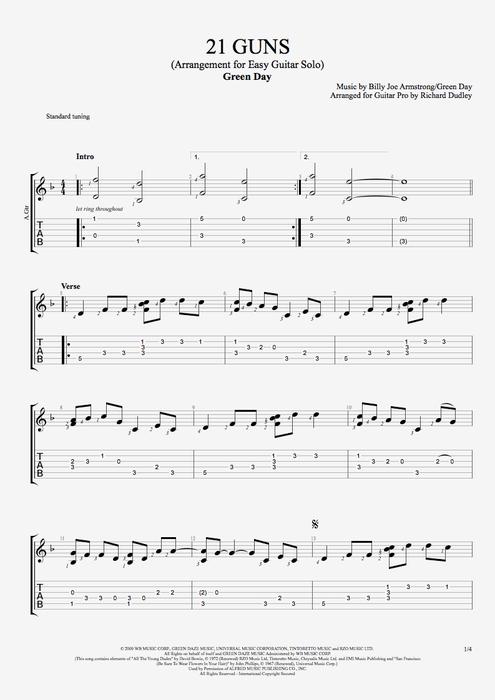 21 GUNS
(Arrangement for Easy Guitar Solo)
Green Day
Music by Billy Joe Armstrong/Green Day
Arranged for Guitar Pro by Richard Dudley
Standard tuning
Intro
1.
2.
A.Gtr
let ring throughout
TAB
Verse
TAB
TAB
TAB
© 2009 WB MUSIC CORP., GREEN DAZE MUSIC, UNIVERSAL MUSIC CORPORATION, TINTORETTO MUSIC and RZO MUSIC LTD.
All Rights on behalf of itself and GREEN DAZE MUSIC Administered by WB MUSIC CORP.
(This song contains elements of "All The Young Dudes" by David Bowie, © 1972 (Renewed) RZO Music Ltd, Tintoretto Music, Chrysalis Music Ltd. and EMI Music Publishing and "San Francisco
(Be Sure To Wear Flowers In Your Hair)" by John Phillips, © 1967 (Renewed), Universal Music Corp.)
Used by Permission of ALFRED MUSIC PUBLISHING CO., INC.
All Rights Reserved - International Copyright Secured
1/4